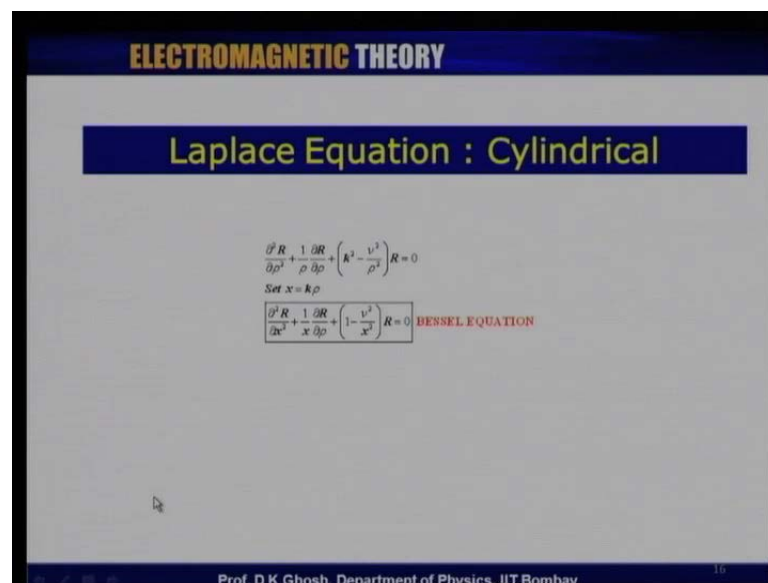 ELECTROMAGNETIC THEORY
Laplace Equation : Cylindrical
∂²R/∂ρ² + 1/ρ ∂R/∂ρ + (k² − ν²/ρ²) R = 0
Set x = kρ
∂²R/∂x² + 1/x ∂R/∂ρ + (1 − ν²/x²) R = 0 BESSEL EQUATION
16
Prof. D.K.Ghosh, Department of Physics, IIT Bombay